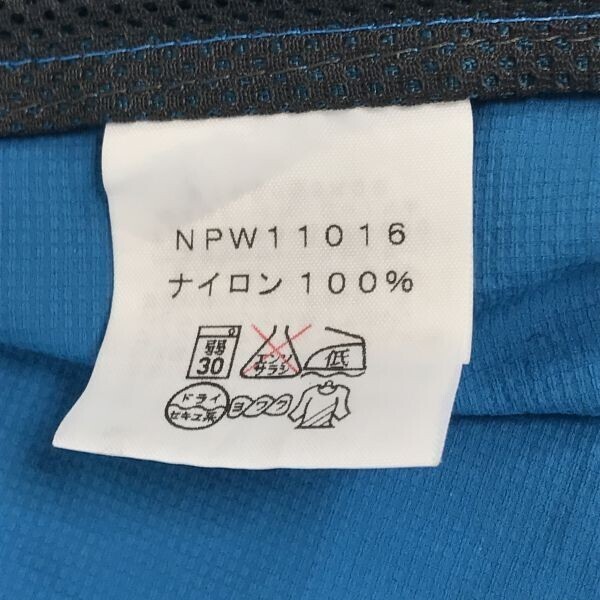 NPW11016
ナイロン 100%
弱
30
エンソ
サラシ
低
ドライ
セキユ系
ヨワク